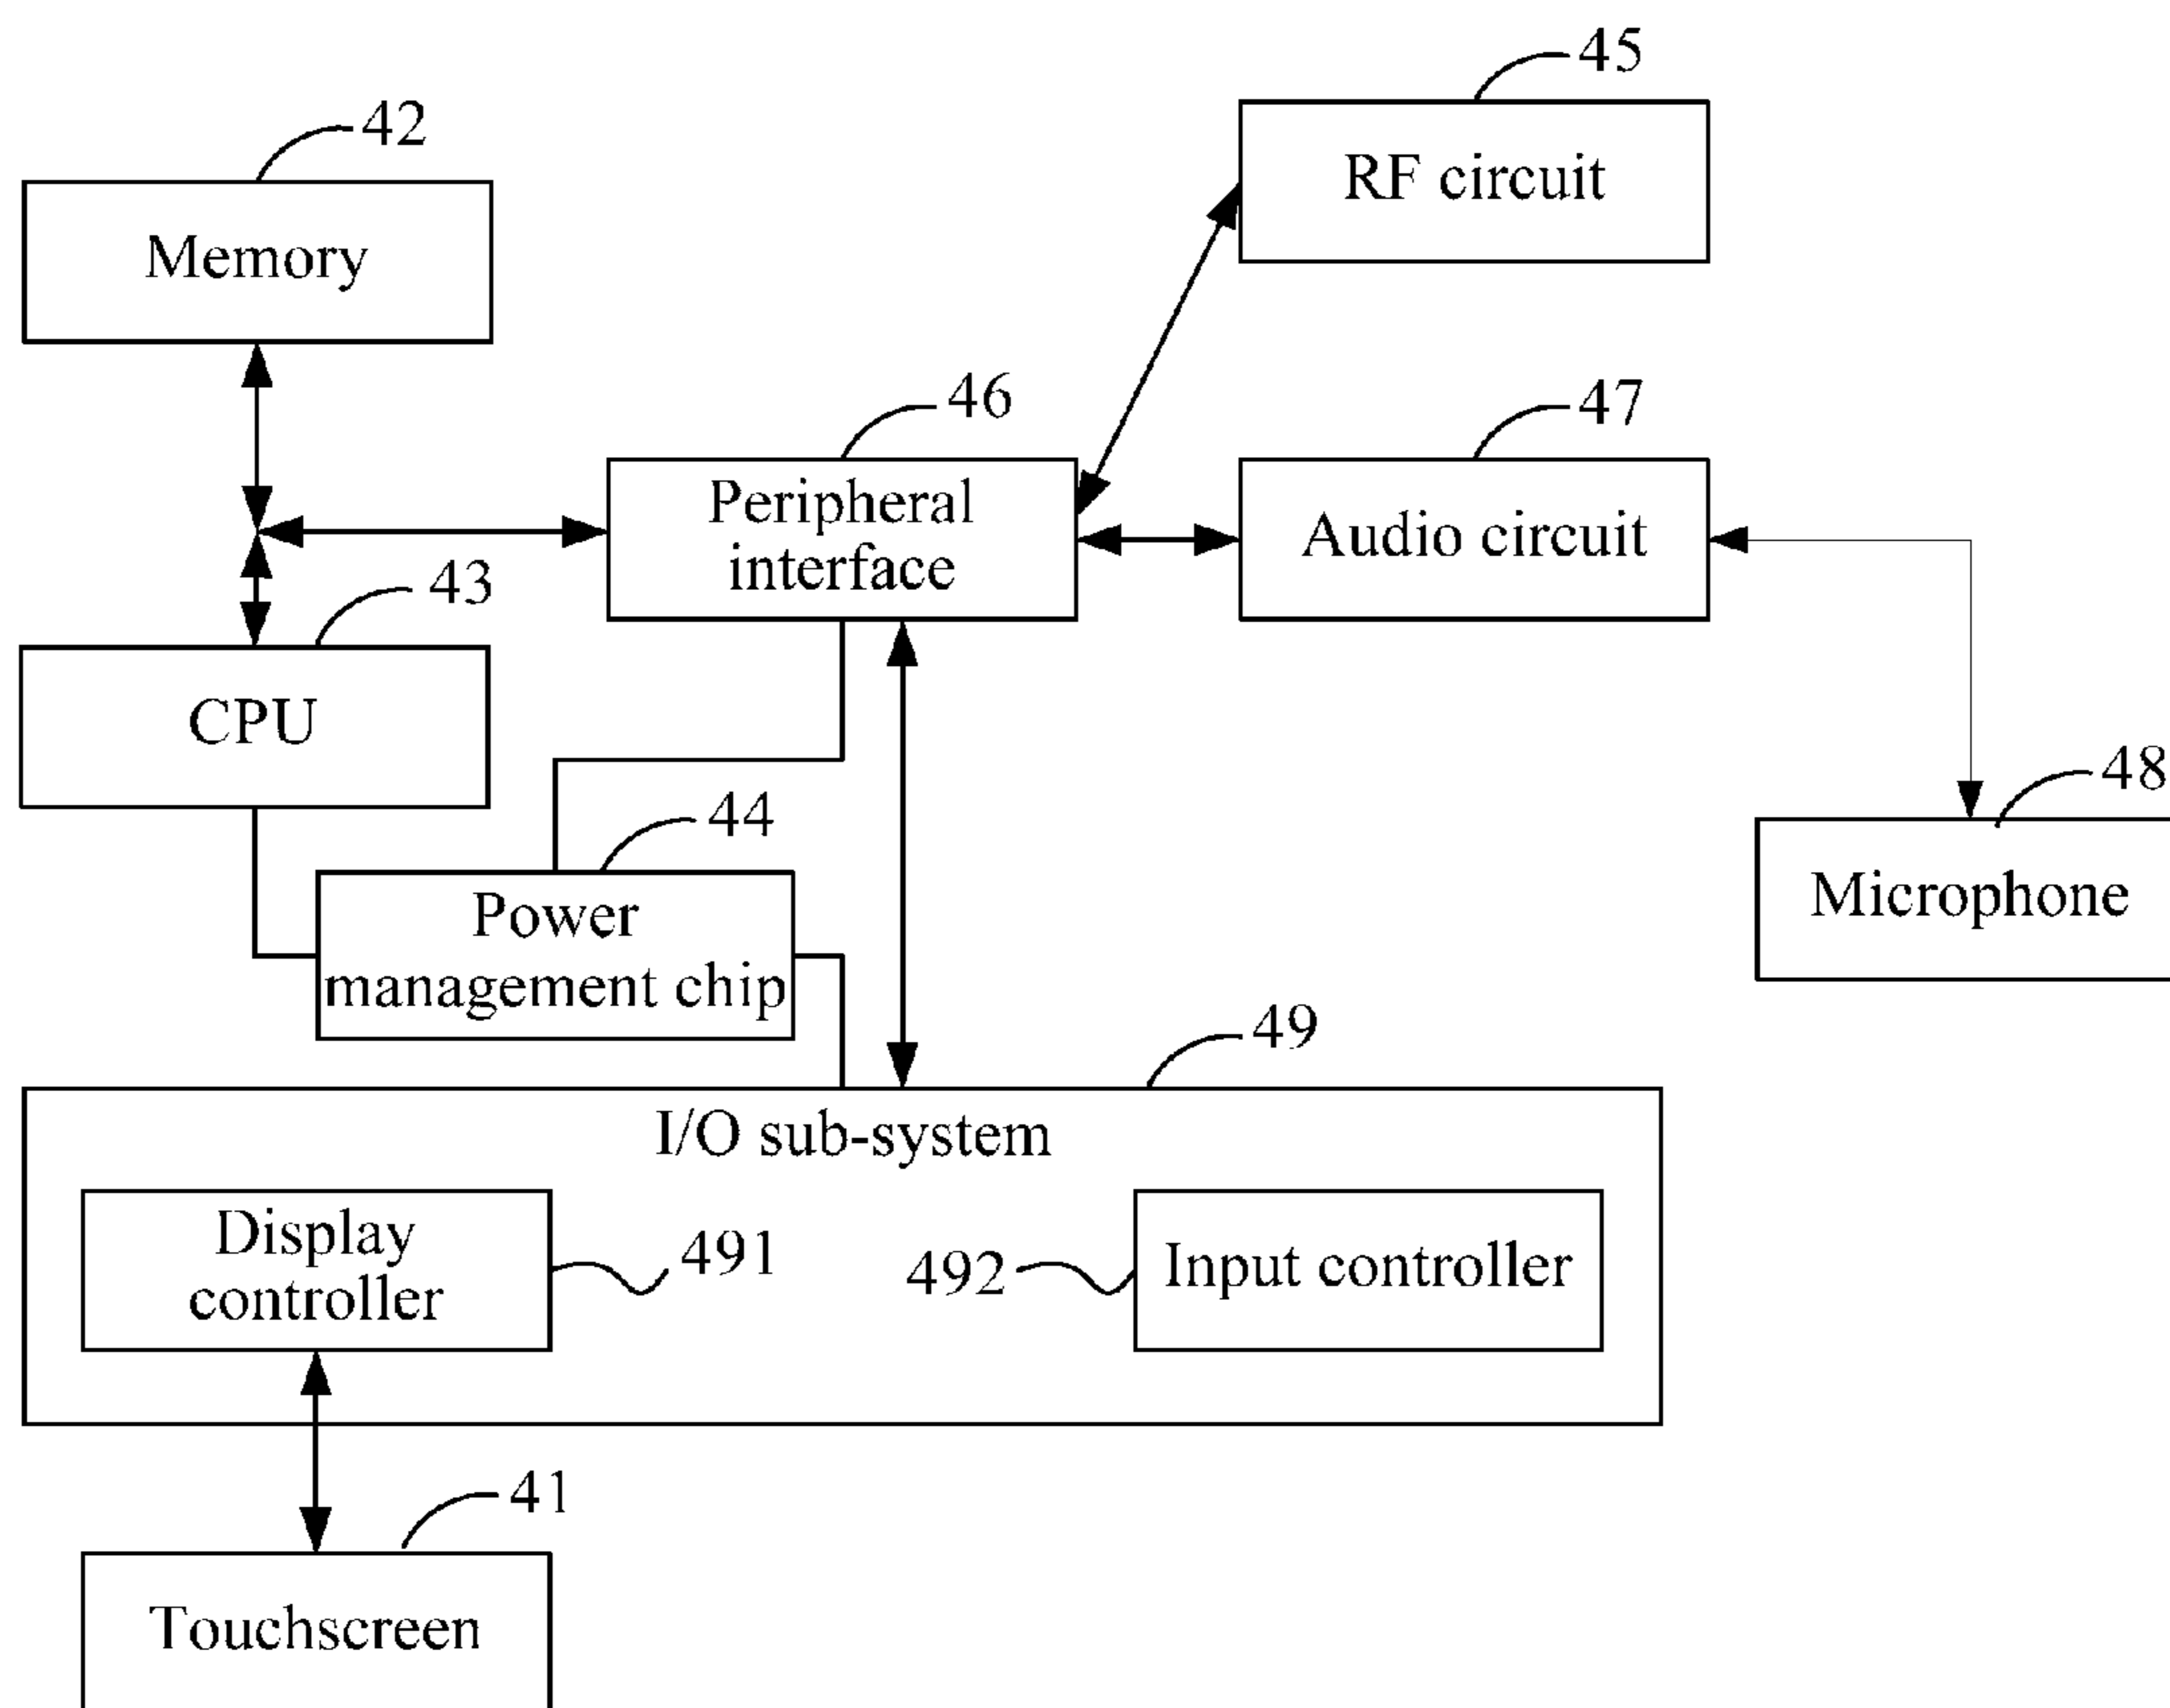 45
42
RF circuit
Memory
46
47
Peripheral
interface
Audio circuit
43
CPU
48
44
Microphone
Power
management chip
49
I/O sub-system
Display
controller
491
492
Input controller
41
Touchscreen